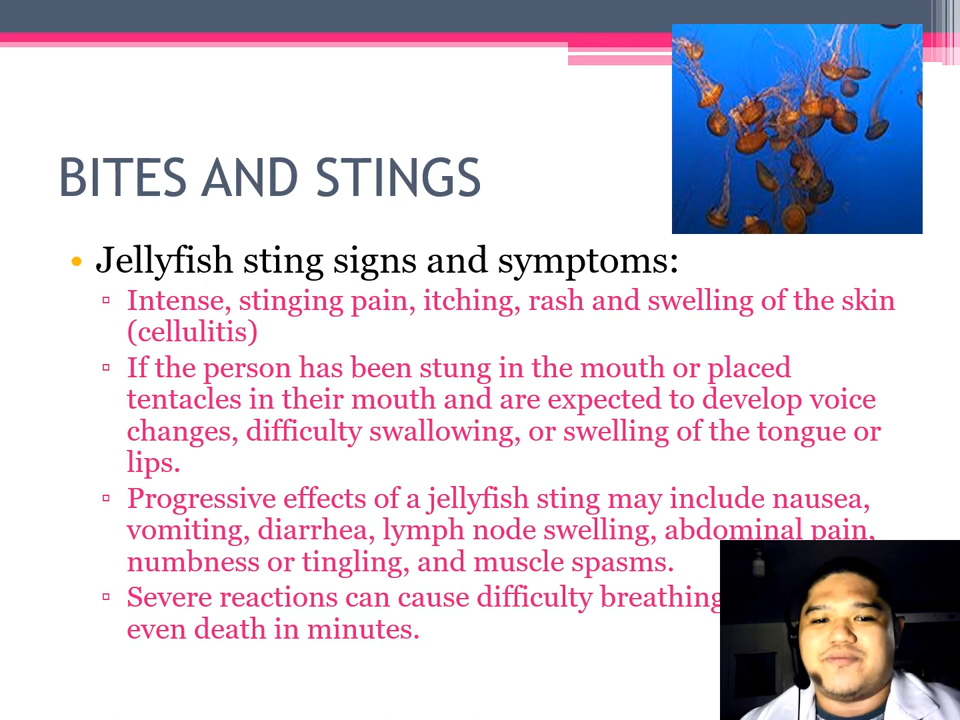 BITES AND STINGS
• Jellyfish sting signs and symptoms:
▫ Intense, stinging pain, itching, rash and swelling of the skin
(cellulitis)
▫ If the person has been stung in the mouth or placed
tentacles in their mouth and are expected to develop voice
changes, difficulty swallowing, or swelling of the tongue or
lips.
▫ Progressive effects of a jellyfish sting may include nausea,
vomiting, diarrhea, lymph node swelling, abdominal pain,
numbness or tingling, and muscle spasms.
▫ Severe reactions can cause difficulty breathing
even death in minutes.